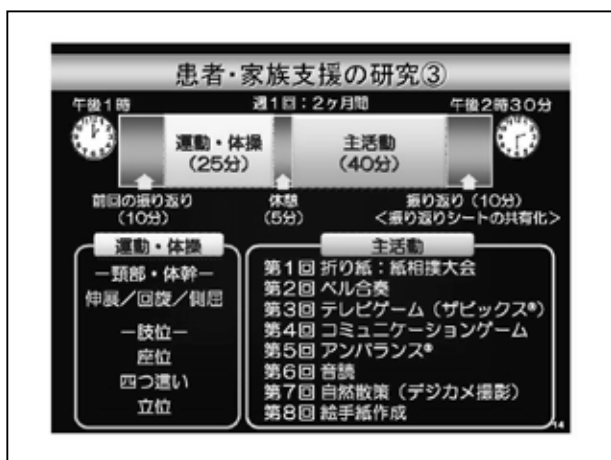 患者・家族支援の研究③
午後1時
週1回：2ヶ月間
午後2時30分
運動・体操
（25分）
主活動
（40分）
前回の振り返り
（10分）
休憩
（5分）
振り返り（10分）
＜振り返りシートの共有化＞
運動・体操
ー頸部・体幹ー
伸展／回旋／側屈
ー肢位ー
座位
四つ這い
立位
主活動
第1回 折り紙：紙相撲大会
第2回 ベル合奏
第3回 テレビゲーム（ザビックス®）
第4回 コミュニケーションゲーム
第5回 アンバランス®
第6回 音読
第7回 自然散策（デジカメ撮影）
第8回 絵手紙作成
14